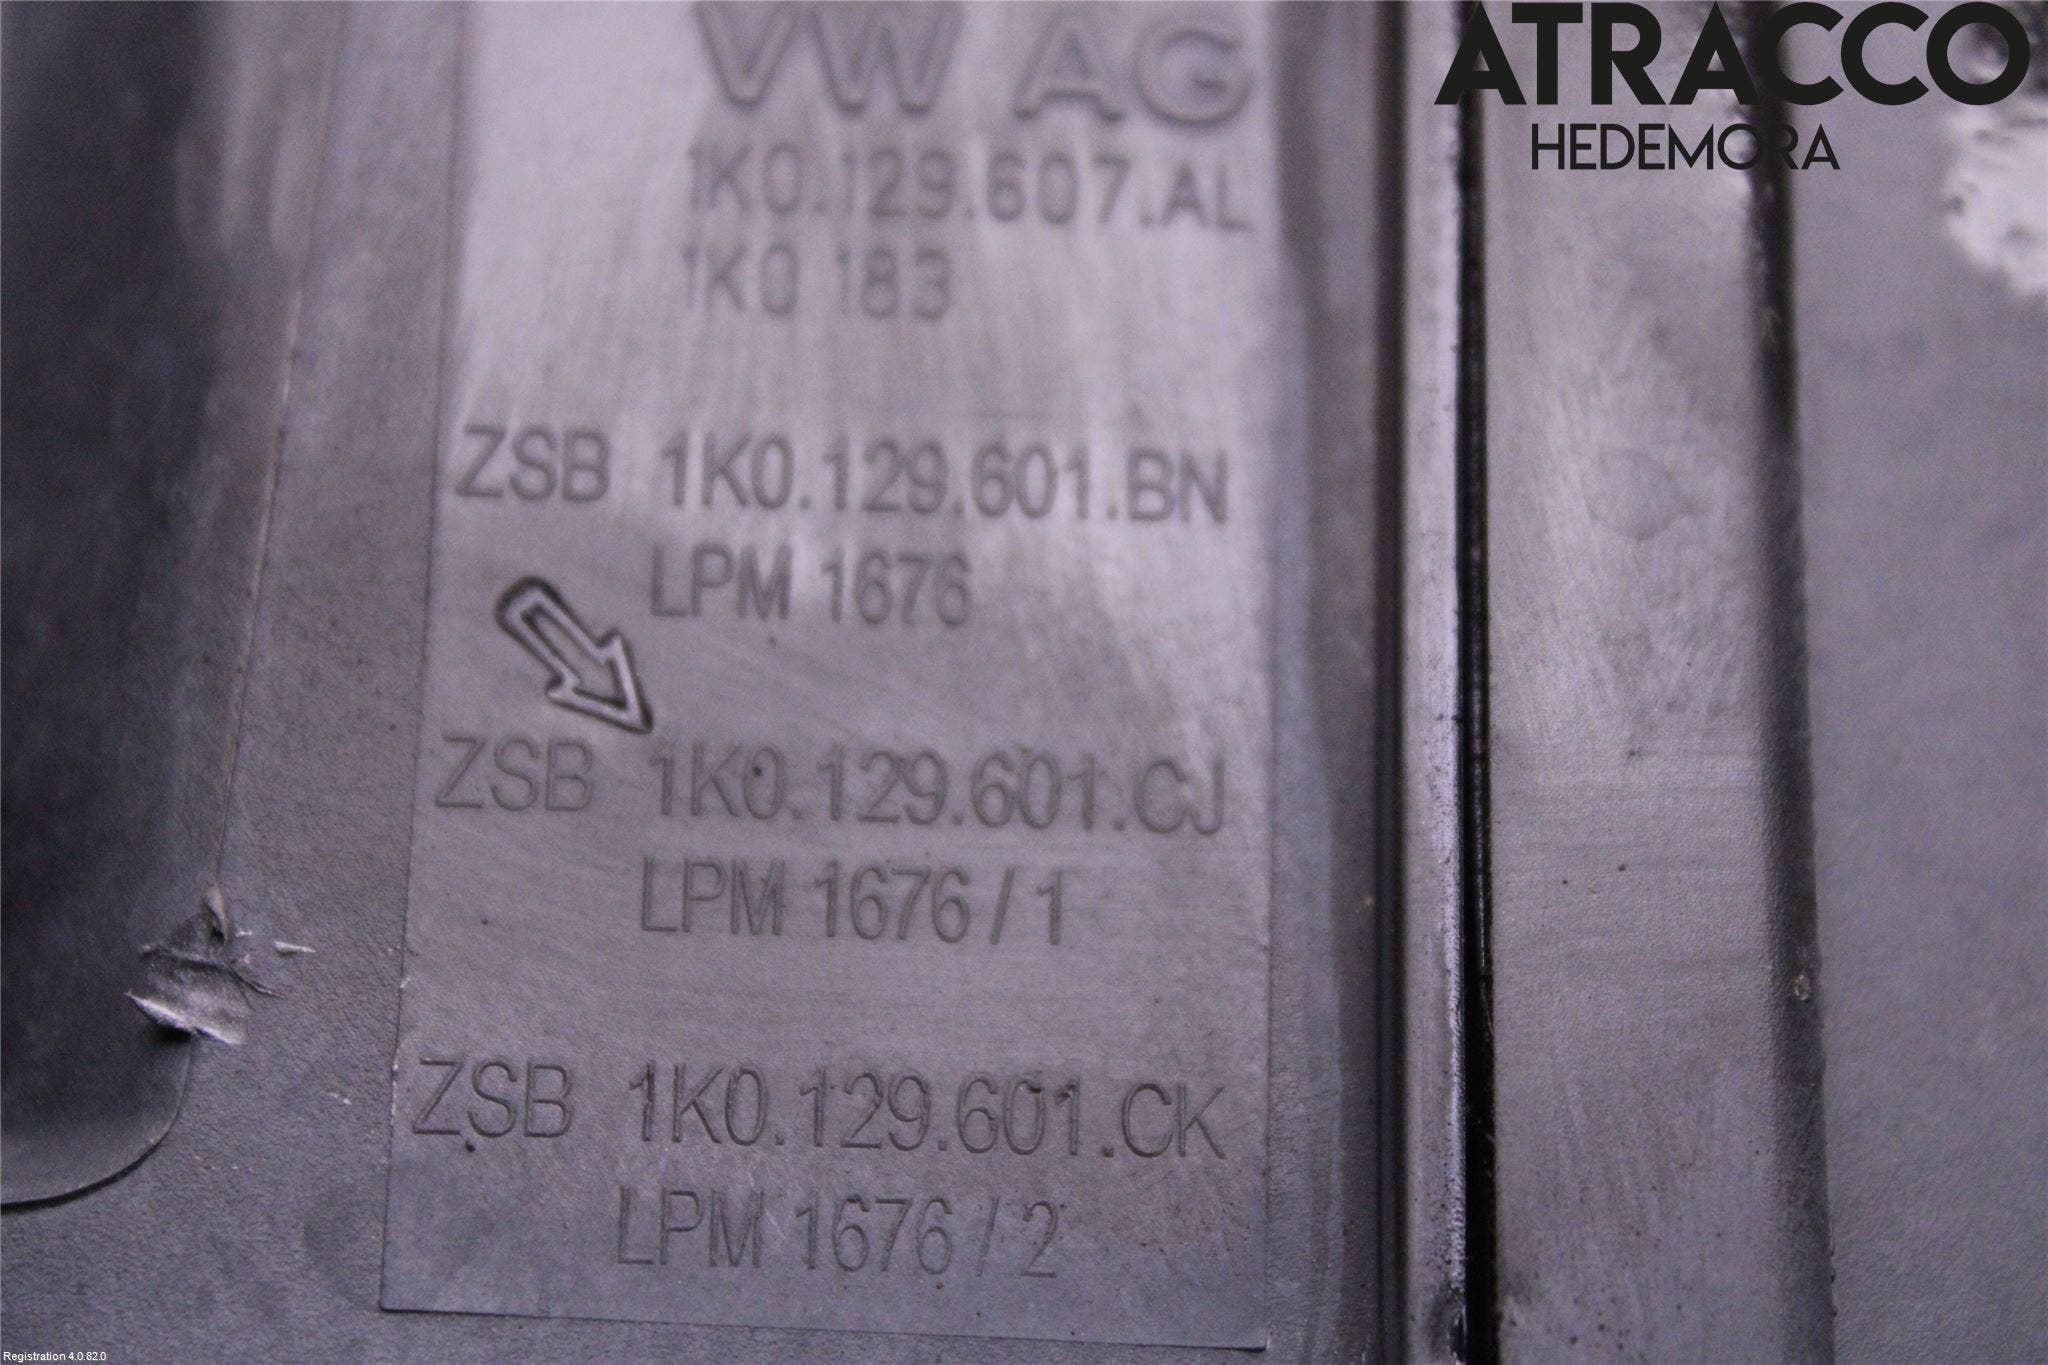 ATRACCO
HEDEMORA
VW AG
1K0.129.607.AL
1K0 183
ZSB 1K0.129.601.BN
LPM 1676
ZSB 1K0.129.601.CJ
LPM 1676 / 1
ZSB 1K0.129.601.CK
LPM 1676 / 2
Registration 4.0.82.0